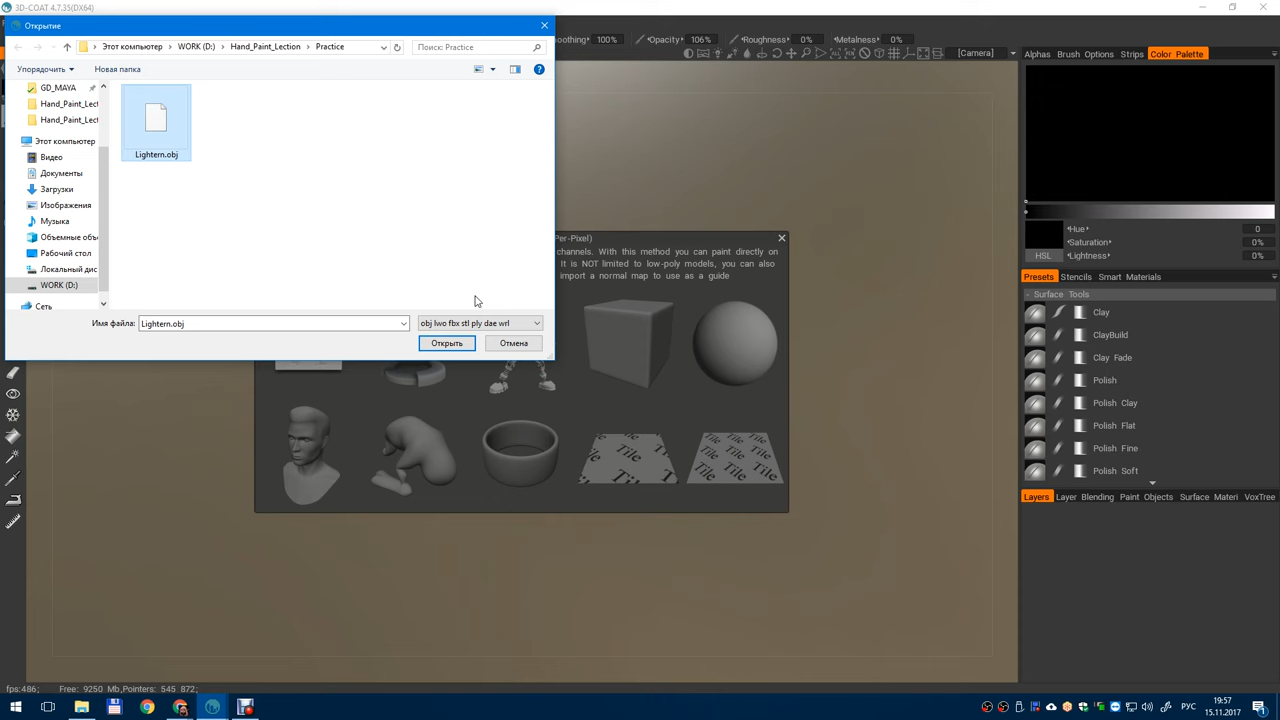 3D-COAT 4.7.35(DX64)
Открытие
Этот компьютер › WORK (D:) › Hand_Paint_Lection › Practice
Поиск: Practice
Упорядочить
Новая папка
GD_MAYA
Hand_Paint_Lect
Hand_Paint_Lect
Этот компьютер
Видео
Документы
Загрузки
Изображения
Музыка
Объемные объ
Рабочий стол
Локальный дис
WORK (D:)
Сеть
Lightern.obj
Имя файла:
Lightern.obj
obj lwo fbx stl ply dae wrl
Открыть
Отмена
oothing 100%
Opacity 106%
Roughness 0%
Metalness 0%
[Camera]
Per-Pixel)
channels. With this method you can paint directly on
It is NOT limited to low-poly models, you can also
import a normal map to use as a guide
Tile Tile Tile
Tile Tile Tile
Alphas Brush Options Strips Color Palette
Hue 0
Saturation 0%
HSL Lightness 0%
Presets Stencils Smart Materials
- Surface Tools
Clay
ClayBuild
Clay Fade
Polish
Polish Clay
Polish Flat
Polish Fine
Polish Soft
Layers Layer Blending Paint Objects Surface Materi VoxTree
fps:486; Free: 9250 Mb,Pointers: 545 872;
РУС
19:57
15.11.2017
1